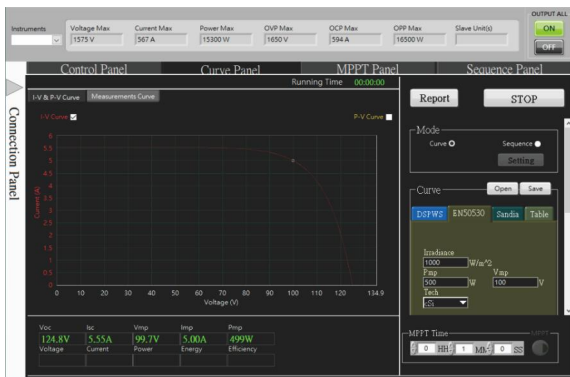 OUTPUT ALL
Instruments
Voltage Max
Current Max
Power Max
OVP Max
OCP Max
OPP Max
Slave Unit(s)
ON
1575 V
567 A
15300 W
1650 V
594 A
16500 W
OFF
Control Panel
Curve Panel
MPPT Panel
Sequence Panel
Running Time 00:00:00
Connection Panel
I-V & P-V Curve
Measurements Curve
Report
STOP
I-V Curve
P-V Curve
Mode
Curve
Sequence
Setting
Curve
Open
Save
DSPWS
EN50530
Sandia
Table
Irradiance
1000 W/m^2
Pmp
Vmp
500 W
100 V
Tech
cSi
Current (A)
6
5.5
5
4.5
4
3.5
3
2.5
2
1.5
1
0.5
0
0 10 20 30 40 50 60 70 80 90 100 110 120 134.9
Voltage (V)
Voc
Isc
Vmp
Imp
Pmp
124.8V
5.55A
99.7V
5.00A
499W
Voltage
Current
Power
Energy
Efficiency
MPPT Time
MPPT
0 HH 1 MM 0 SS